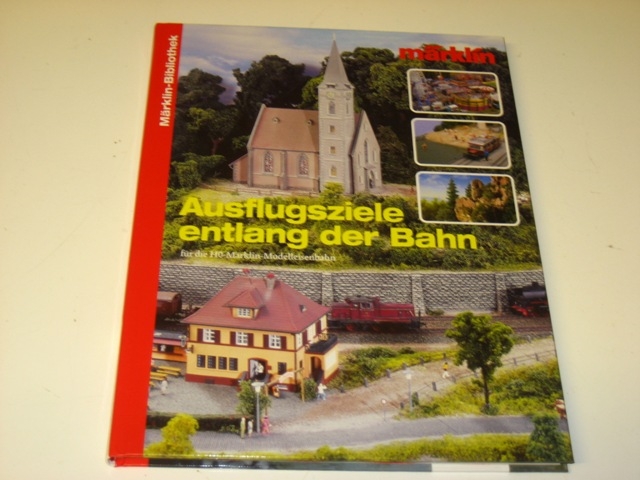 Märklin-Bibliothek
märklin
Ausflugsziele
entlang der Bahn
für die H0-Märklin-Modelleisenbahn